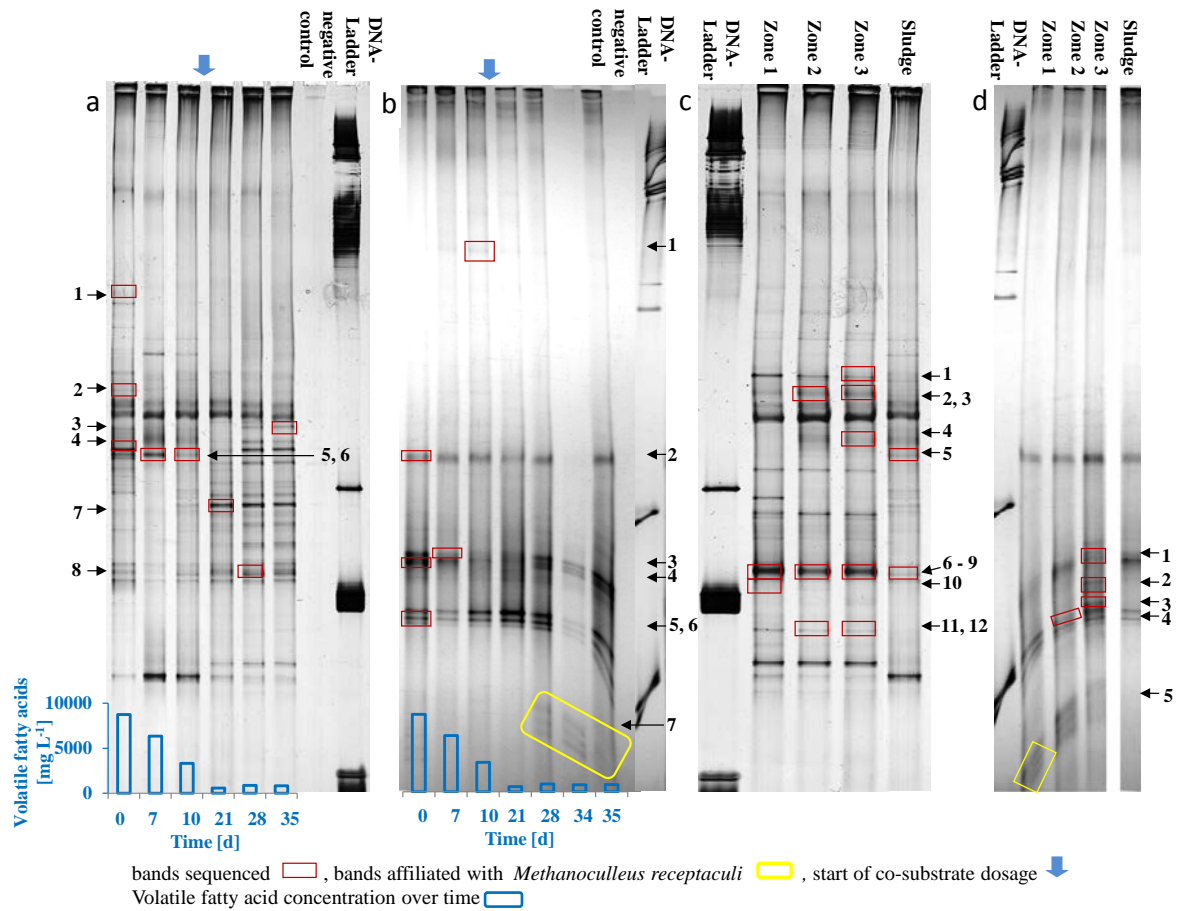 DNA-
Ladder
negative
control
DNA-
Ladder
negative
control
DNA-
Ladder
Zone 1
Zone 2
Zone 3
Sludge
DNA-
Ladder
Zone 1
Zone 2
Zone 3
Sludge
a
b
c
d
1
2
3
4
5, 6
7
8
1
2
3
4
5, 6
7
1
2, 3
4
5
6 - 9
10
11, 12
1
2
3
4
5
Volatile fatty acids
[mg L-1]
10000
5000
0
0 7 10 21 28 35
Time [d]
0 7 10 21 28 34 35
Time [d]
bands sequenced , bands affiliated with Methanoculleus receptaculi , start of co-substrate dosage
Volatile fatty acid concentration over time